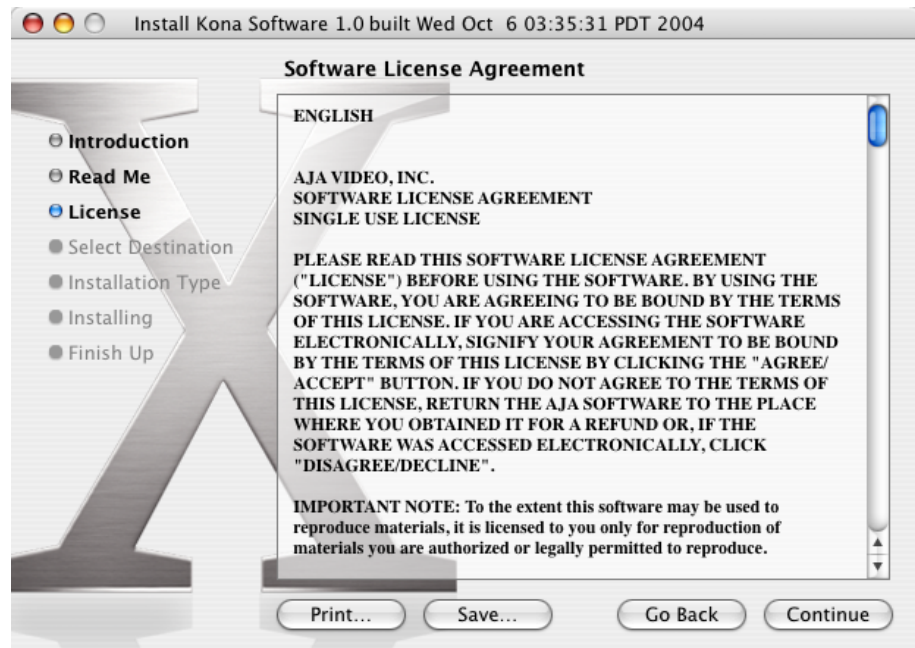 Install Kona Software 1.0 built Wed Oct 6 03:35:31 PDT 2004
Software License Agreement
Introduction
Read Me
License
Select Destination
Installation Type
Installing
Finish Up
ENGLISH
AJA VIDEO, INC.
SOFTWARE LICENSE AGREEMENT
SINGLE USE LICENSE
PLEASE READ THIS SOFTWARE LICENSE AGREEMENT
("LICENSE") BEFORE USING THE SOFTWARE. BY USING THE
SOFTWARE, YOU ARE AGREEING TO BE BOUND BY THE TERMS
OF THIS LICENSE. IF YOU ARE ACCESSING THE SOFTWARE
ELECTRONICALLY, SIGNIFY YOUR AGREEMENT TO BE BOUND
BY THE TERMS OF THIS LICENSE BY CLICKING THE "AGREE/
ACCEPT" BUTTON. IF YOU DO NOT AGREE TO THE TERMS OF
THIS LICENSE, RETURN THE AJA SOFTWARE TO THE PLACE
WHERE YOU OBTAINED IT FOR A REFUND OR, IF THE
SOFTWARE WAS ACCESSED ELECTRONICALLY, CLICK
"DISAGREE/DECLINE".
IMPORTANT NOTE: To the extent this software may be used to
reproduce materials, it is licensed to you only for reproduction of
materials you are authorized or legally permitted to reproduce.
Print...
Save...
Go Back
Continue